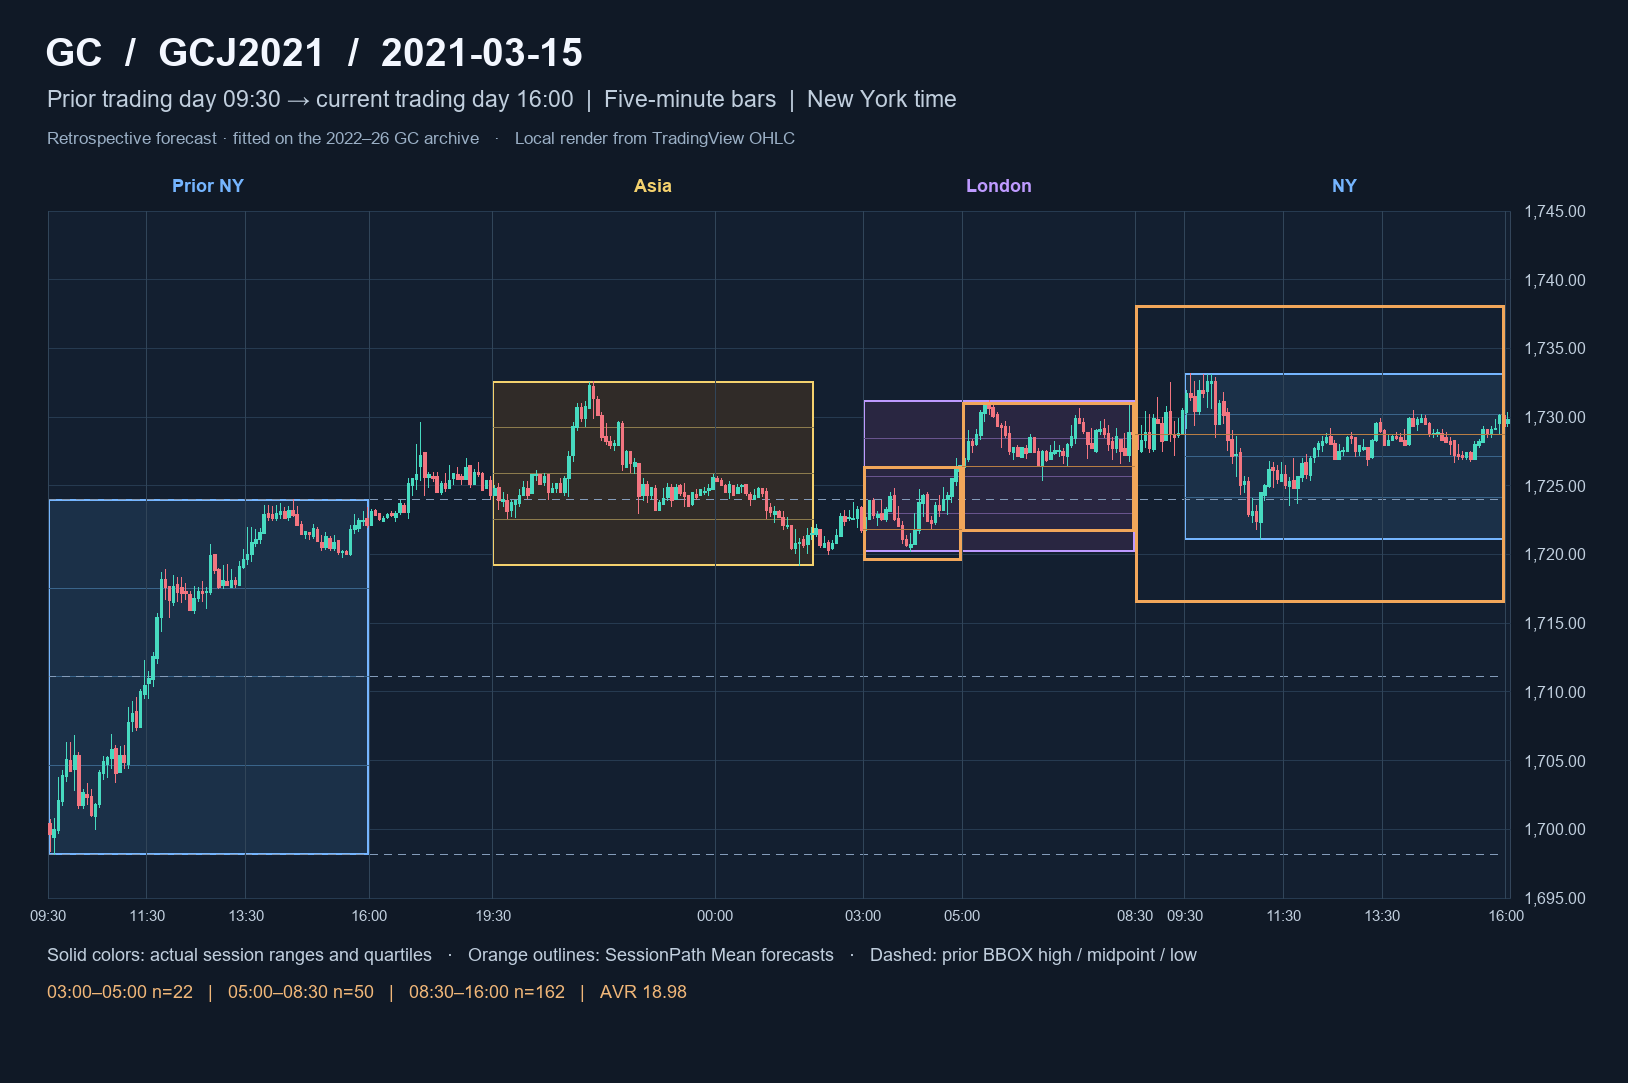 GC / GCJ2021 / 2021-03-15
Prior trading day 09:30 → current trading day 16:00 | Five-minute bars | New York time
Retrospective forecast · fitted on the 2022–26 GC archive · Local render from TradingView OHLC
Prior NY Asia London NY
1,745.00
1,740.00
1,735.00
1,730.00
1,725.00
1,720.00
1,715.00
1,710.00
1,705.00
1,700.00
1,695.00
09:30 11:30 13:30 16:00 19:30 00:00 03:00 05:00 08:30 09:30 11:30 13:30 16:00
Solid colors: actual session ranges and quartiles · Orange outlines: SessionPath Mean forecasts · Dashed: prior BBOX high / midpoint / low
03:00–05:00 n=22 | 05:00–08:30 n=50 | 08:30–16:00 n=162 | AVR 18.98